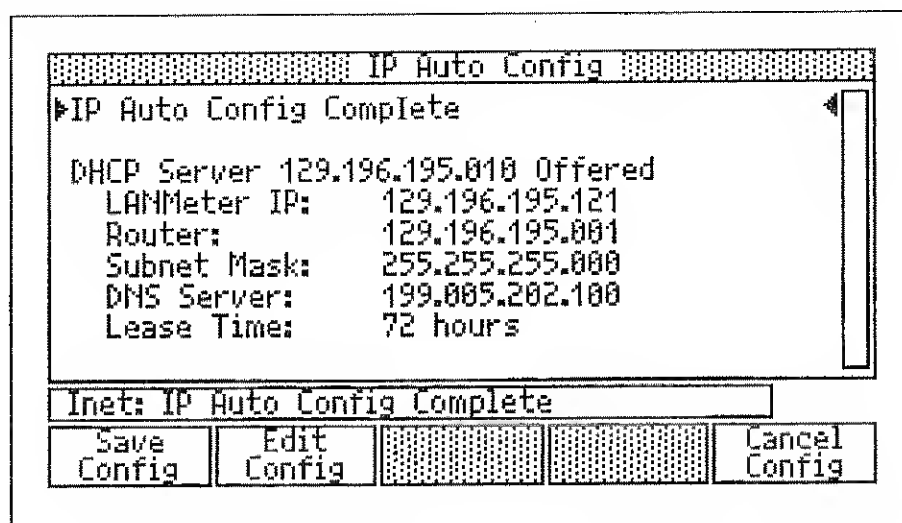 IP Auto Config
IP Auto Config Complete
DHCP Server 129.196.195.010 Offered
LANMeter IP: 129.196.195.121
Router: 129.196.195.001
Subnet Mask: 255.255.255.000
DNS Server: 199.005.202.100
Lease Time: 72 hours
Inet: IP Auto Config Complete
Save Config
Edit Config
Cancel Config